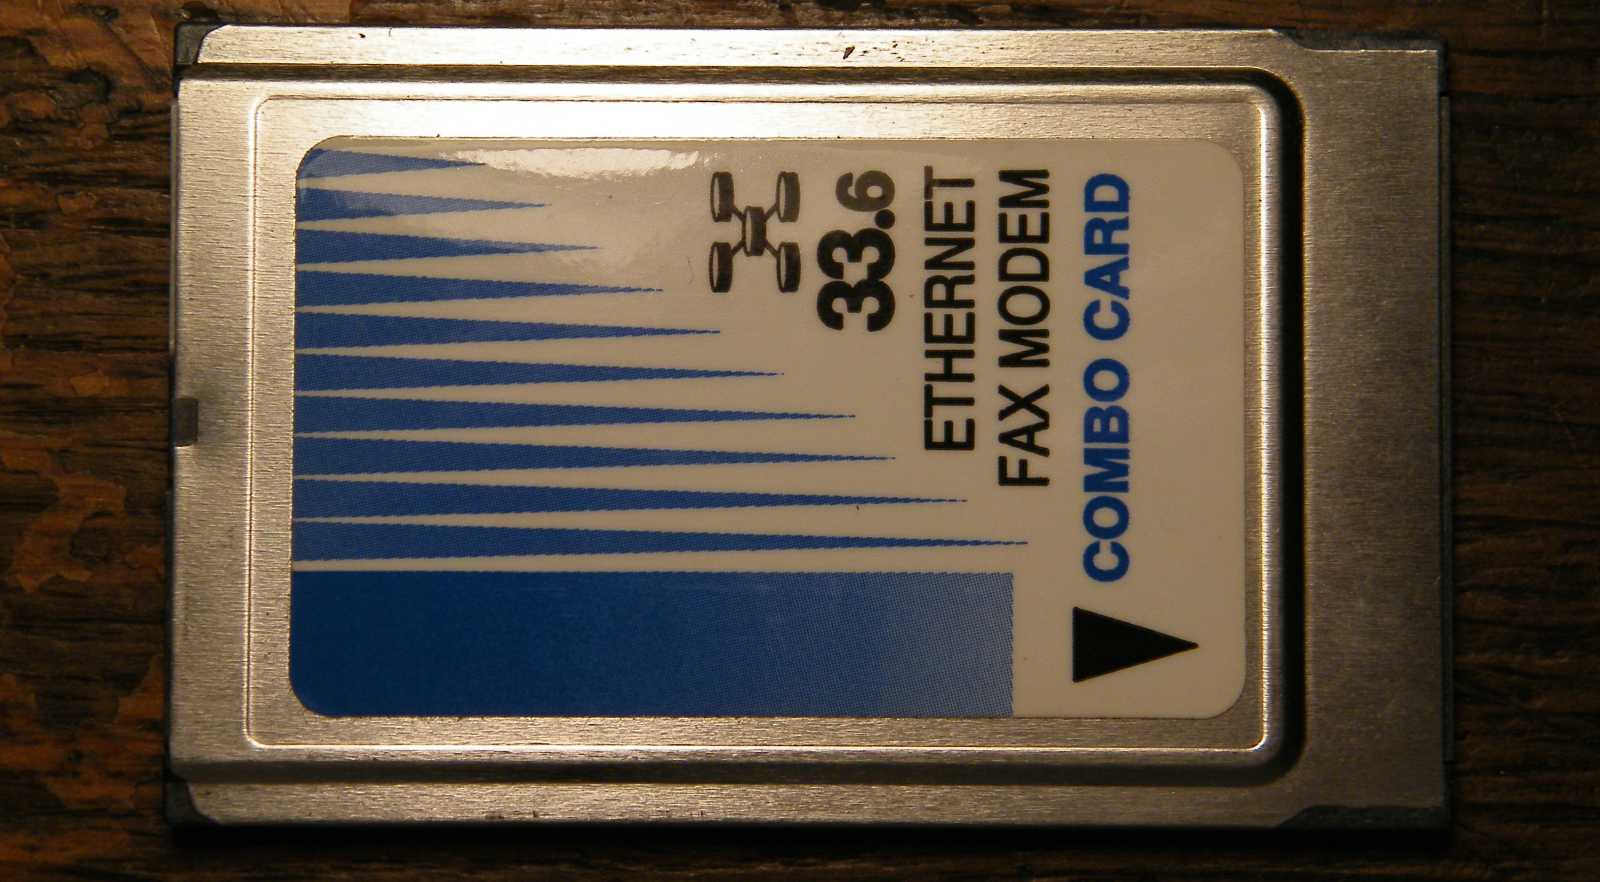 33.6
ETHERNET
FAX MODEM
COMBO CARD